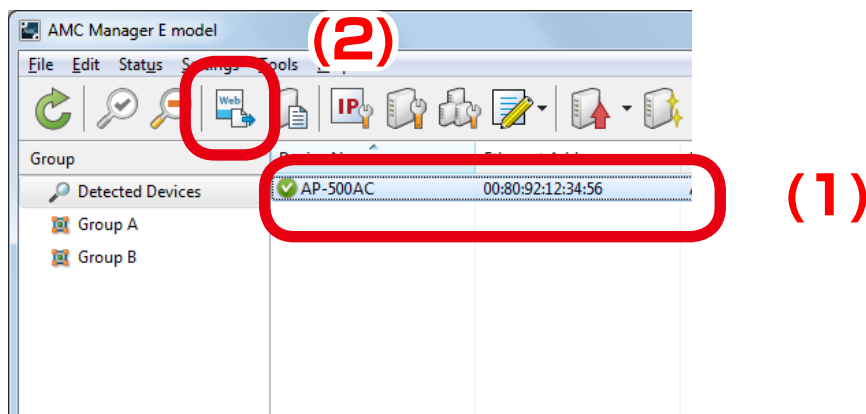 AMC Manager E model
(2)
File Edit Status Settings Tools
Web
IP
Group
Detected Devices
AP-500AC 00:80:92:12:34:56
(1)
Group A
Group B